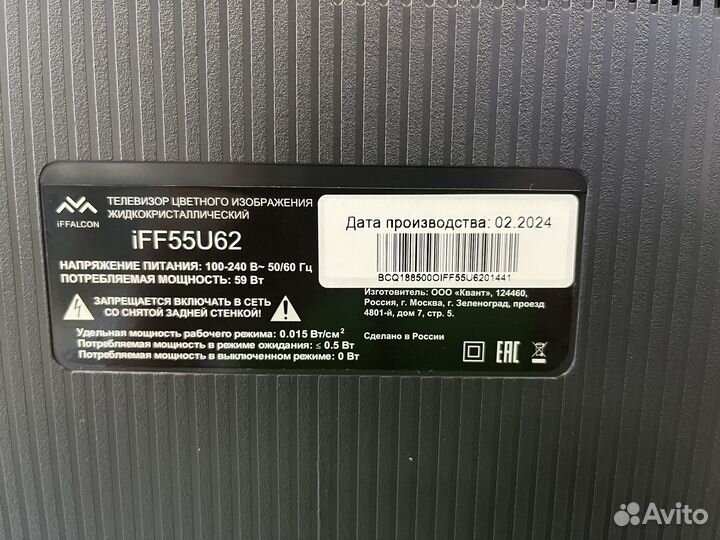 iFFALCON
ТЕЛЕВИЗОР ЦВЕТНОГО ИЗОБРАЖЕНИЯ
ЖИДКОКРИСТАЛЛИЧЕСКИЙ
iFF55U62
НАПРЯЖЕНИЕ ПИТАНИЯ: 100-240 В~ 50/60 Гц
ПОТРЕБЛЯЕМАЯ МОЩНОСТЬ: 59 Вт
ЗАПРЕЩАЕТСЯ ВКЛЮЧАТЬ В СЕТЬ
СО СНЯТОЙ ЗАДНЕЙ СТЕНКОЙ!
Удельная мощность рабочего режима: 0.015 Вт/см²
Потребляемая мощность в режиме ожидания: ≤ 0.5 Вт
Потребляемая мощность в выключенном режиме: 0 Вт
Дата производства: 02.2024
BCQ188500OIFF55U6201441
Изготовитель: ООО «Квант», 124460,
Россия, г. Москва, г. Зеленоград, проезд
4801-й, дом 7, стр. 5.
Сделано в России
EAC
Avito